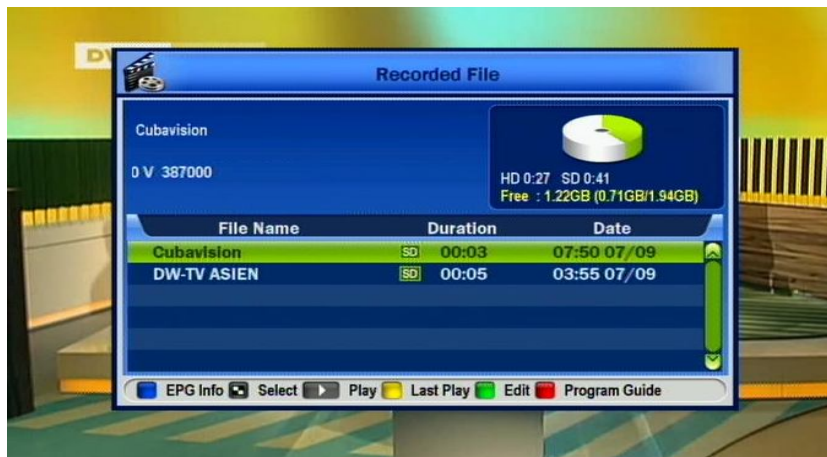 DW
Recorded File
Cubavision
0 V 387000
HD 0:27 SD 0:41
Free : 1.22GB (0.71GB/1.94GB)
File Name Duration Date
Cubavision SD 00:03 07:50 07/09
DW-TV ASIEN SD 00:05 03:55 07/09
EPG Info Select Play Last Play Edit Program Guide